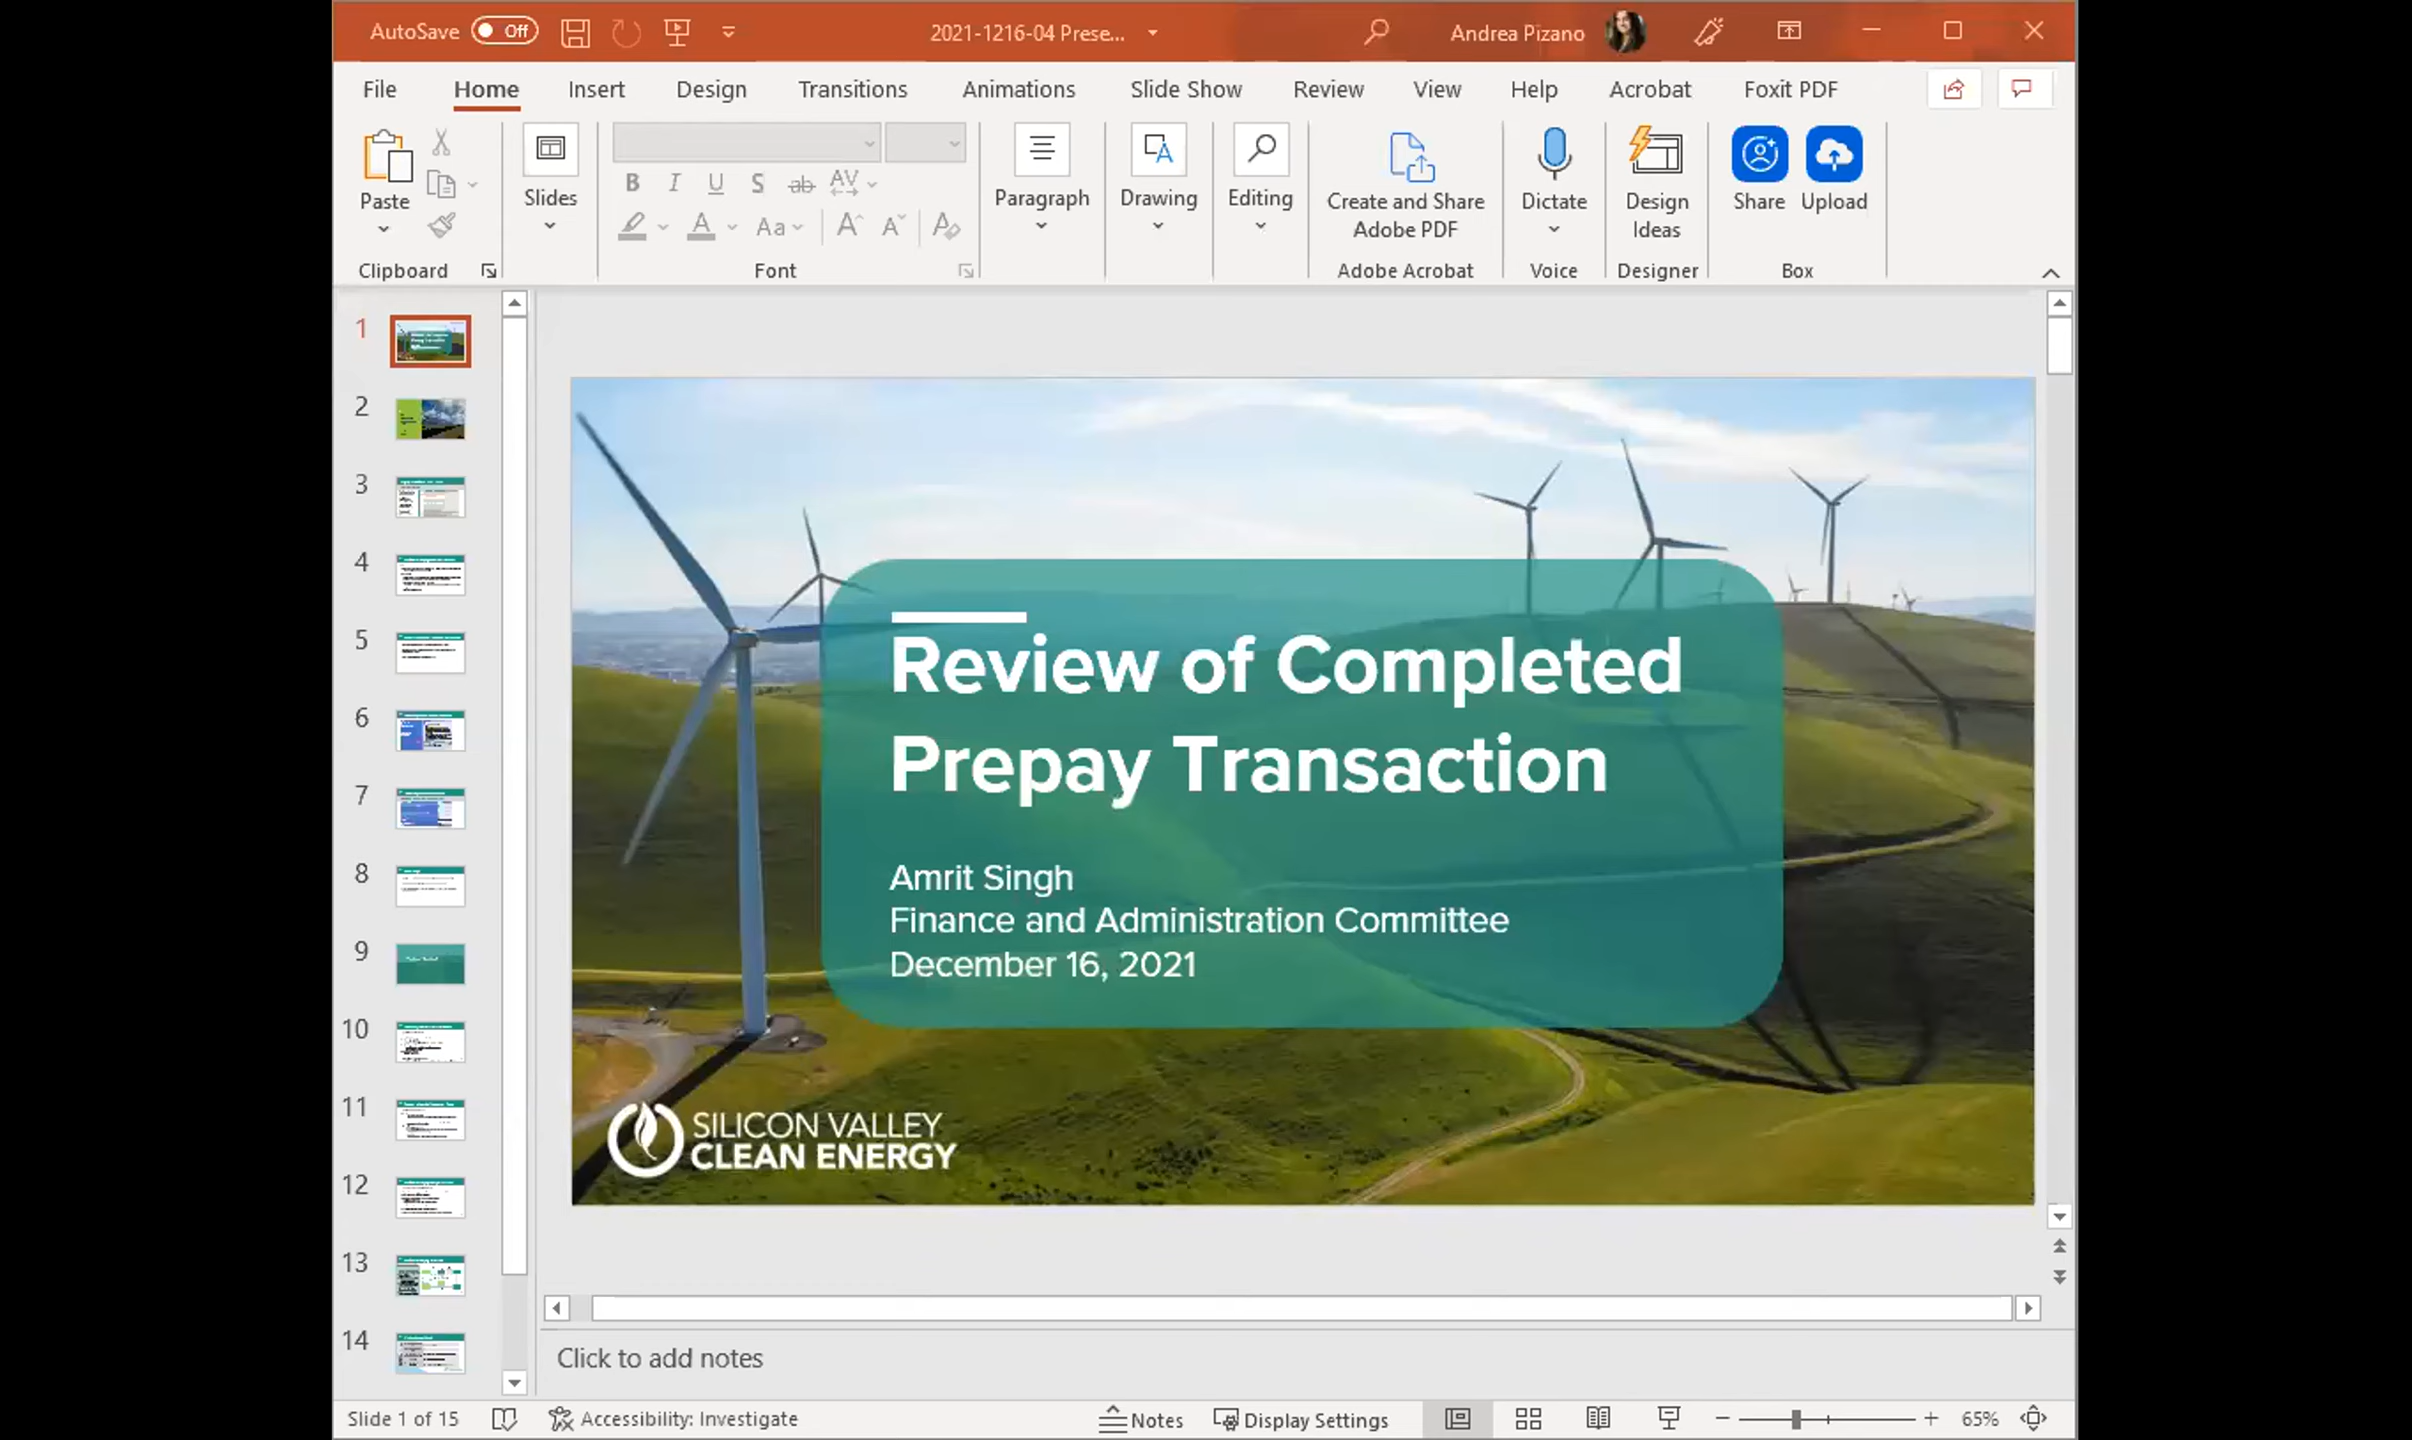 AutoSave Off 2021-1216-04 Prese... Andrea Pizano
File Home Insert Design Transitions Animations Slide Show Review View Help Acrobat Foxit PDF
Paste
Slides
B I U S ab AV
A Aa A A A
Paragraph
Drawing
Editing
Create and Share
Adobe PDF
Dictate
Design
Ideas
Share
Upload
Clipboard Font Adobe Acrobat Voice Designer Box
1
2
3
4
5
6
7
8
9
10
11
12
13
14
Review of Completed
Prepay Transaction
Amrit Singh
Finance and Administration Committee
December 16, 2021
SILICON VALLEY
CLEAN ENERGY
Click to add notes
Slide 1 of 15 Accessibility: Investigate Notes Display Settings 65%